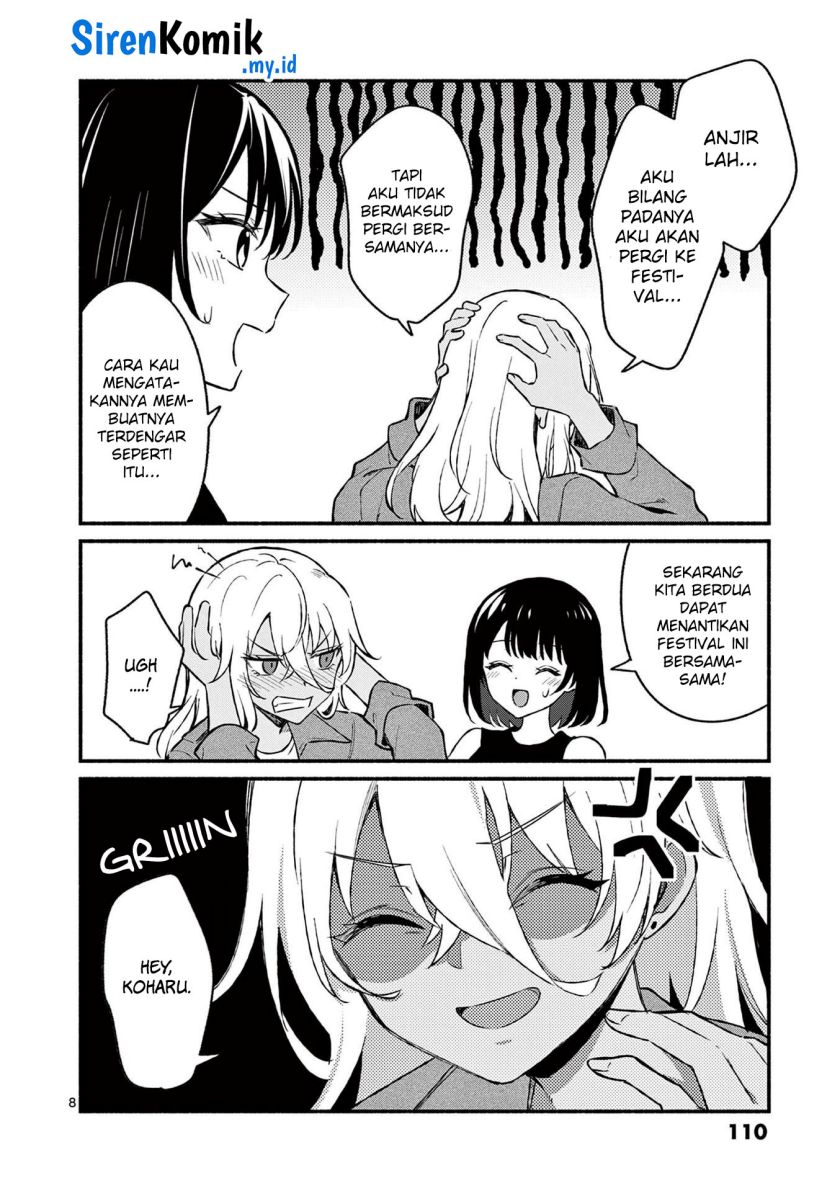 SirenKomik
.my.id
ANJIR
LAH...
AKU
BILANG
PADANYA
AKU AKAN
PERGI KE
FESTI-
VAL...
TAPI
AKU TIDAK
BERMAKSUD
PERGI BER-
SAMANYA...
CARA KAU
MENGATA-
KANNYA MEM-
BUATNYA
TERDENGAR
SEPERTI
ITU...
SEKARANG
KITA BERDUA
DAPAT
MENANTIKAN
FESTIVAL INI
BERSAMA-
SAMA!
UGH
....!
GRIIIIIN
HEY,
KOHARU.
8
110